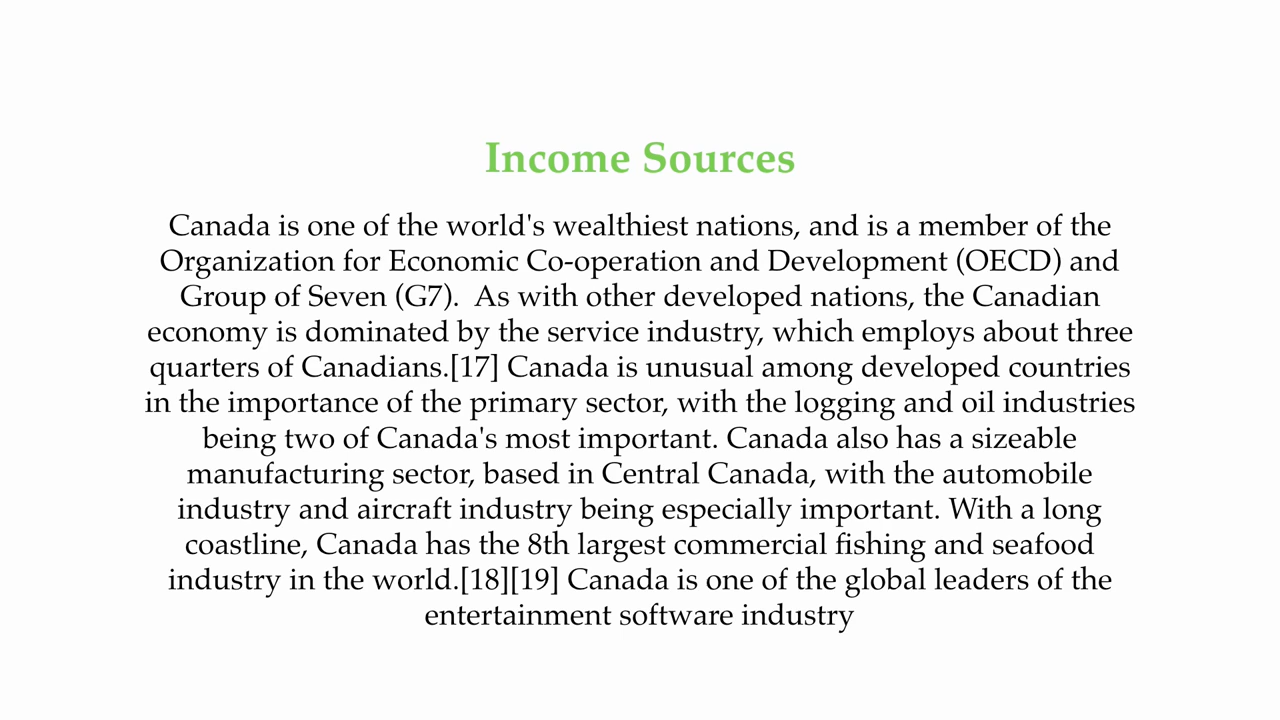 Income Sources
Canada is one of the world's wealthiest nations, and is a member of the
Organization for Economic Co-operation and Development (OECD) and
Group of Seven (G7).  As with other developed nations, the Canadian
economy is dominated by the service industry, which employs about three
quarters of Canadians.[17] Canada is unusual among developed countries
in the importance of the primary sector, with the logging and oil industries
being two of Canada's most important. Canada also has a sizeable
manufacturing sector, based in Central Canada, with the automobile
industry and aircraft industry being especially important. With a long
coastline, Canada has the 8th largest commercial fishing and seafood
industry in the world.[18][19] Canada is one of the global leaders of the
entertainment software industry